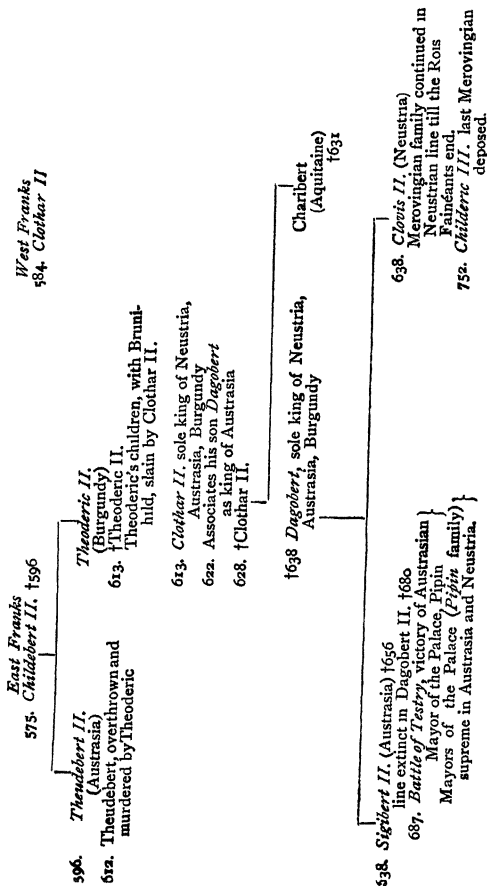 East Franks
575. Childebert II. †596
West Franks
584. Clothar II
596. Theudebert II.
(Austrasia)
612. Theudebert, overthrown and
murdered by Theoderic
Theoderic II.
(Burgundy)
613. †Theoderic II.
Theoderic's children, with Bruni-
hild, slain by Clothar II.
613. Clothar II. sole king of Neustria,
Austrasia, Burgundy
622. Associates his son Dagobert
as king of Austrasia
628. †Clothar II.
†638 Dagobert, sole king of Neustria,
Austrasia, Burgundy
Charibert
(Aquitaine)
†631
638. Sigibert II. (Austrasia) †656
line extinct in Dagobert II. †680
687. Battle of Testry, victory of Austrasian }
Mayor of the Palace, Pipin }
Mayors of the Palace (Pipin family) }
supreme in Austrasia and Neustria. }
638. Clovis II. (Neustria)
Merovingian family continued in
Neustrian line till the Rois
Fainéants end.
752. Childeric III. last Merovingian
deposed.